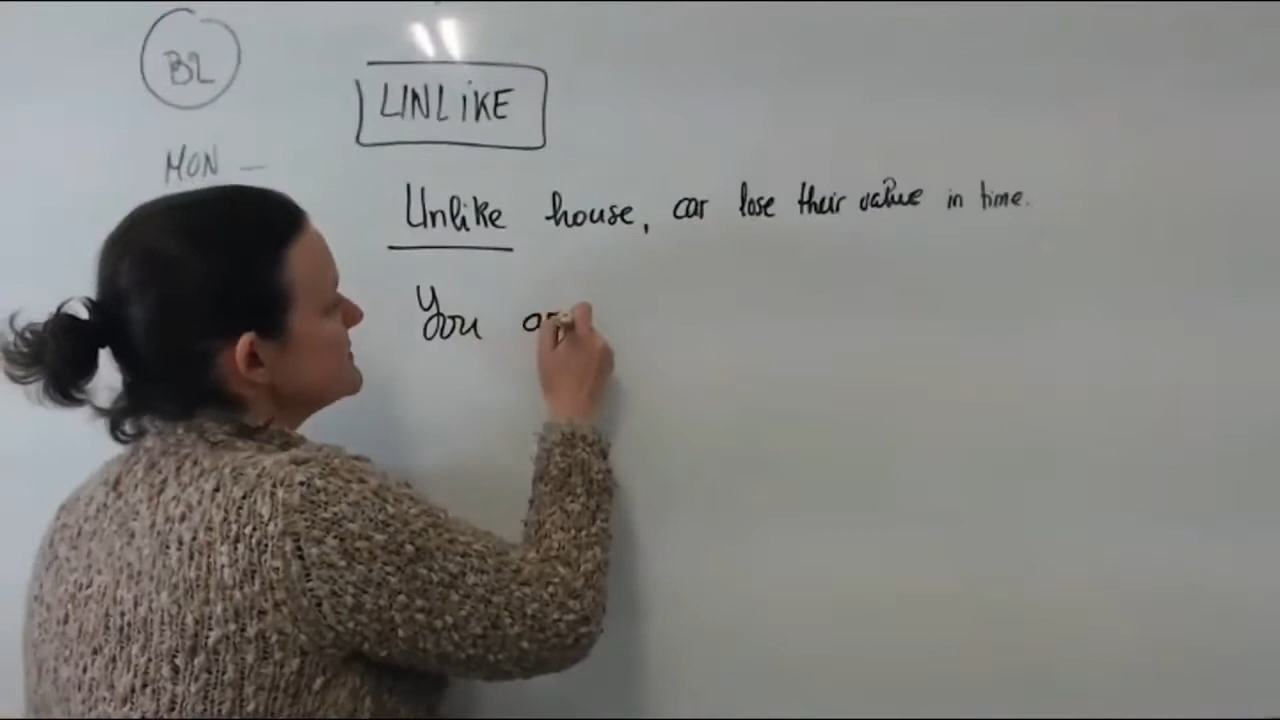 B2
MON –
UNLIKE
Unlike house, car lose their value in time.
You